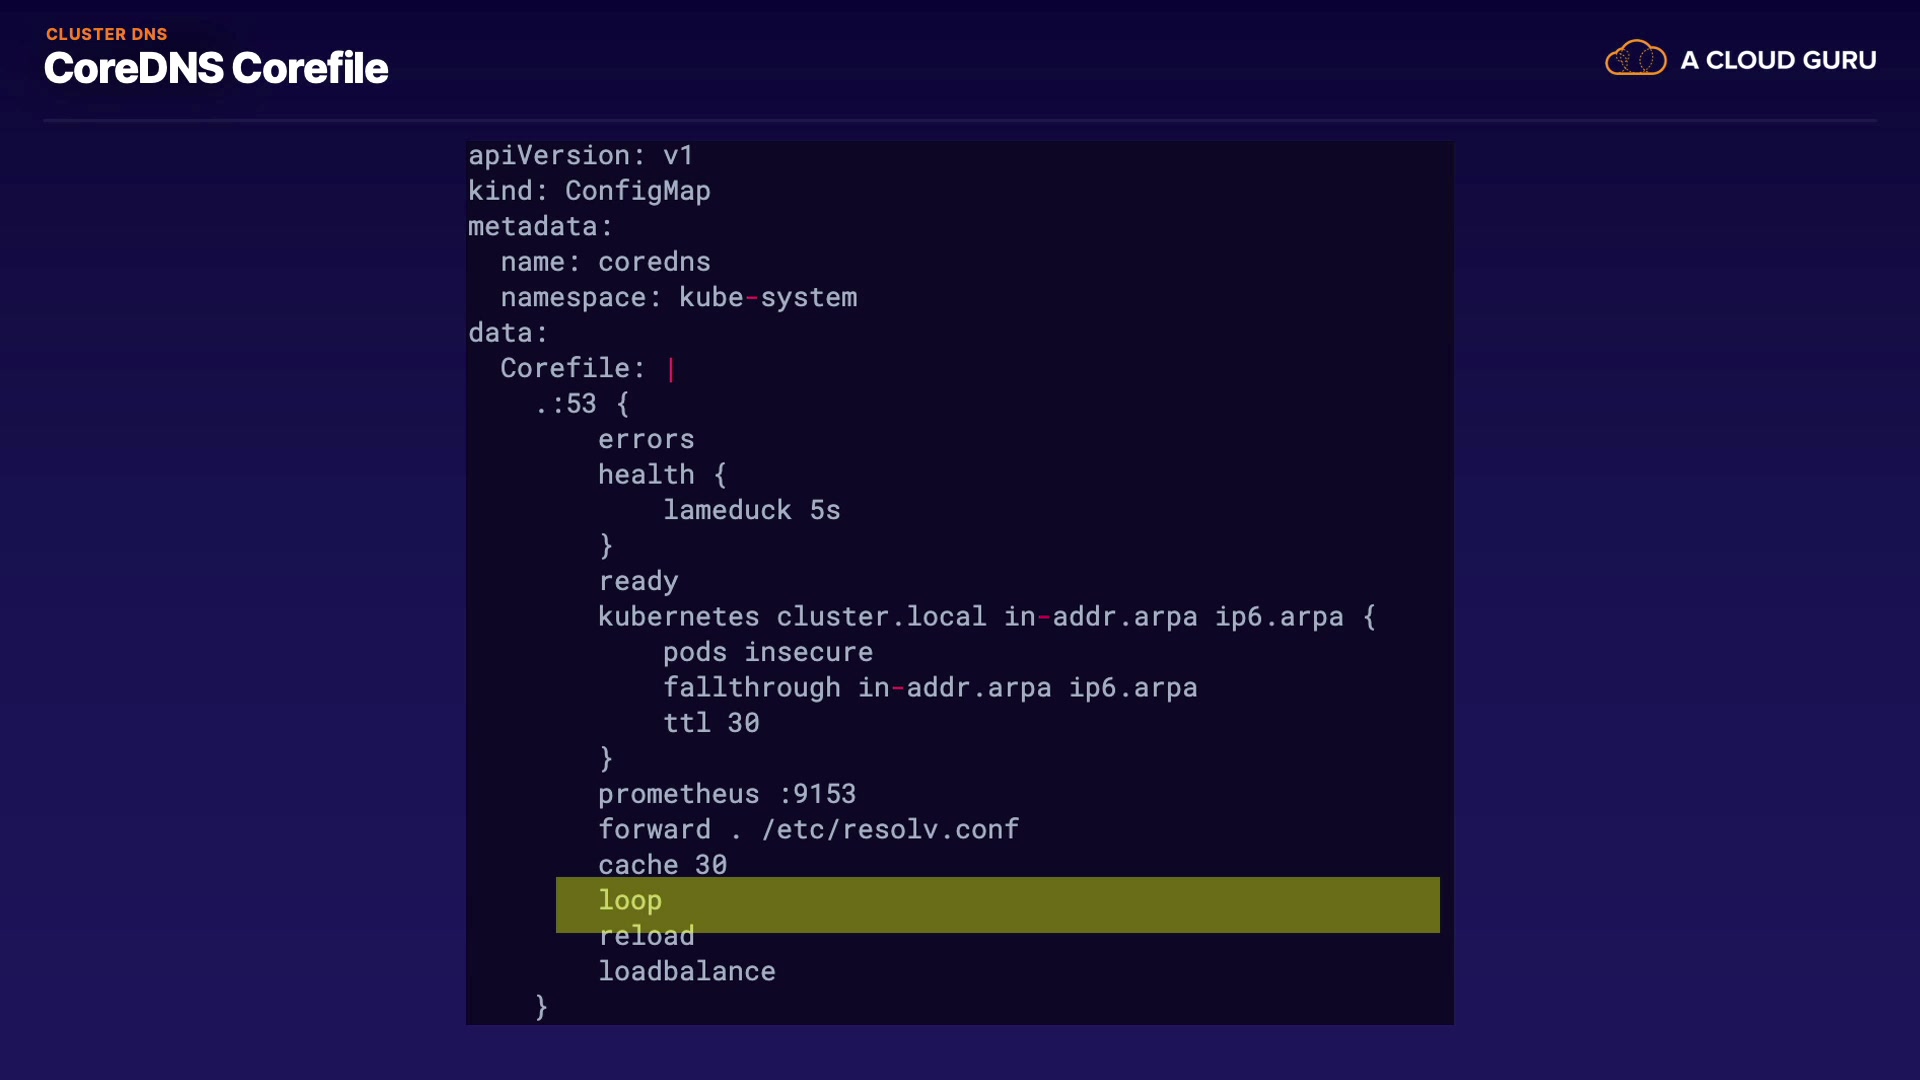 CLUSTER DNS
CoreDNS Corefile
A CLOUD GURU
apiVersion: v1
kind: ConfigMap
metadata:
  name: coredns
  namespace: kube-system
data:
  Corefile: |
    .:53 {
        errors
        health {
            lameduck 5s
        }
        ready
        kubernetes cluster.local in-addr.arpa ip6.arpa {
            pods insecure
            fallthrough in-addr.arpa ip6.arpa
            ttl 30
        }
        prometheus :9153
        forward . /etc/resolv.conf
        cache 30
        loop
        reload
        loadbalance
    }